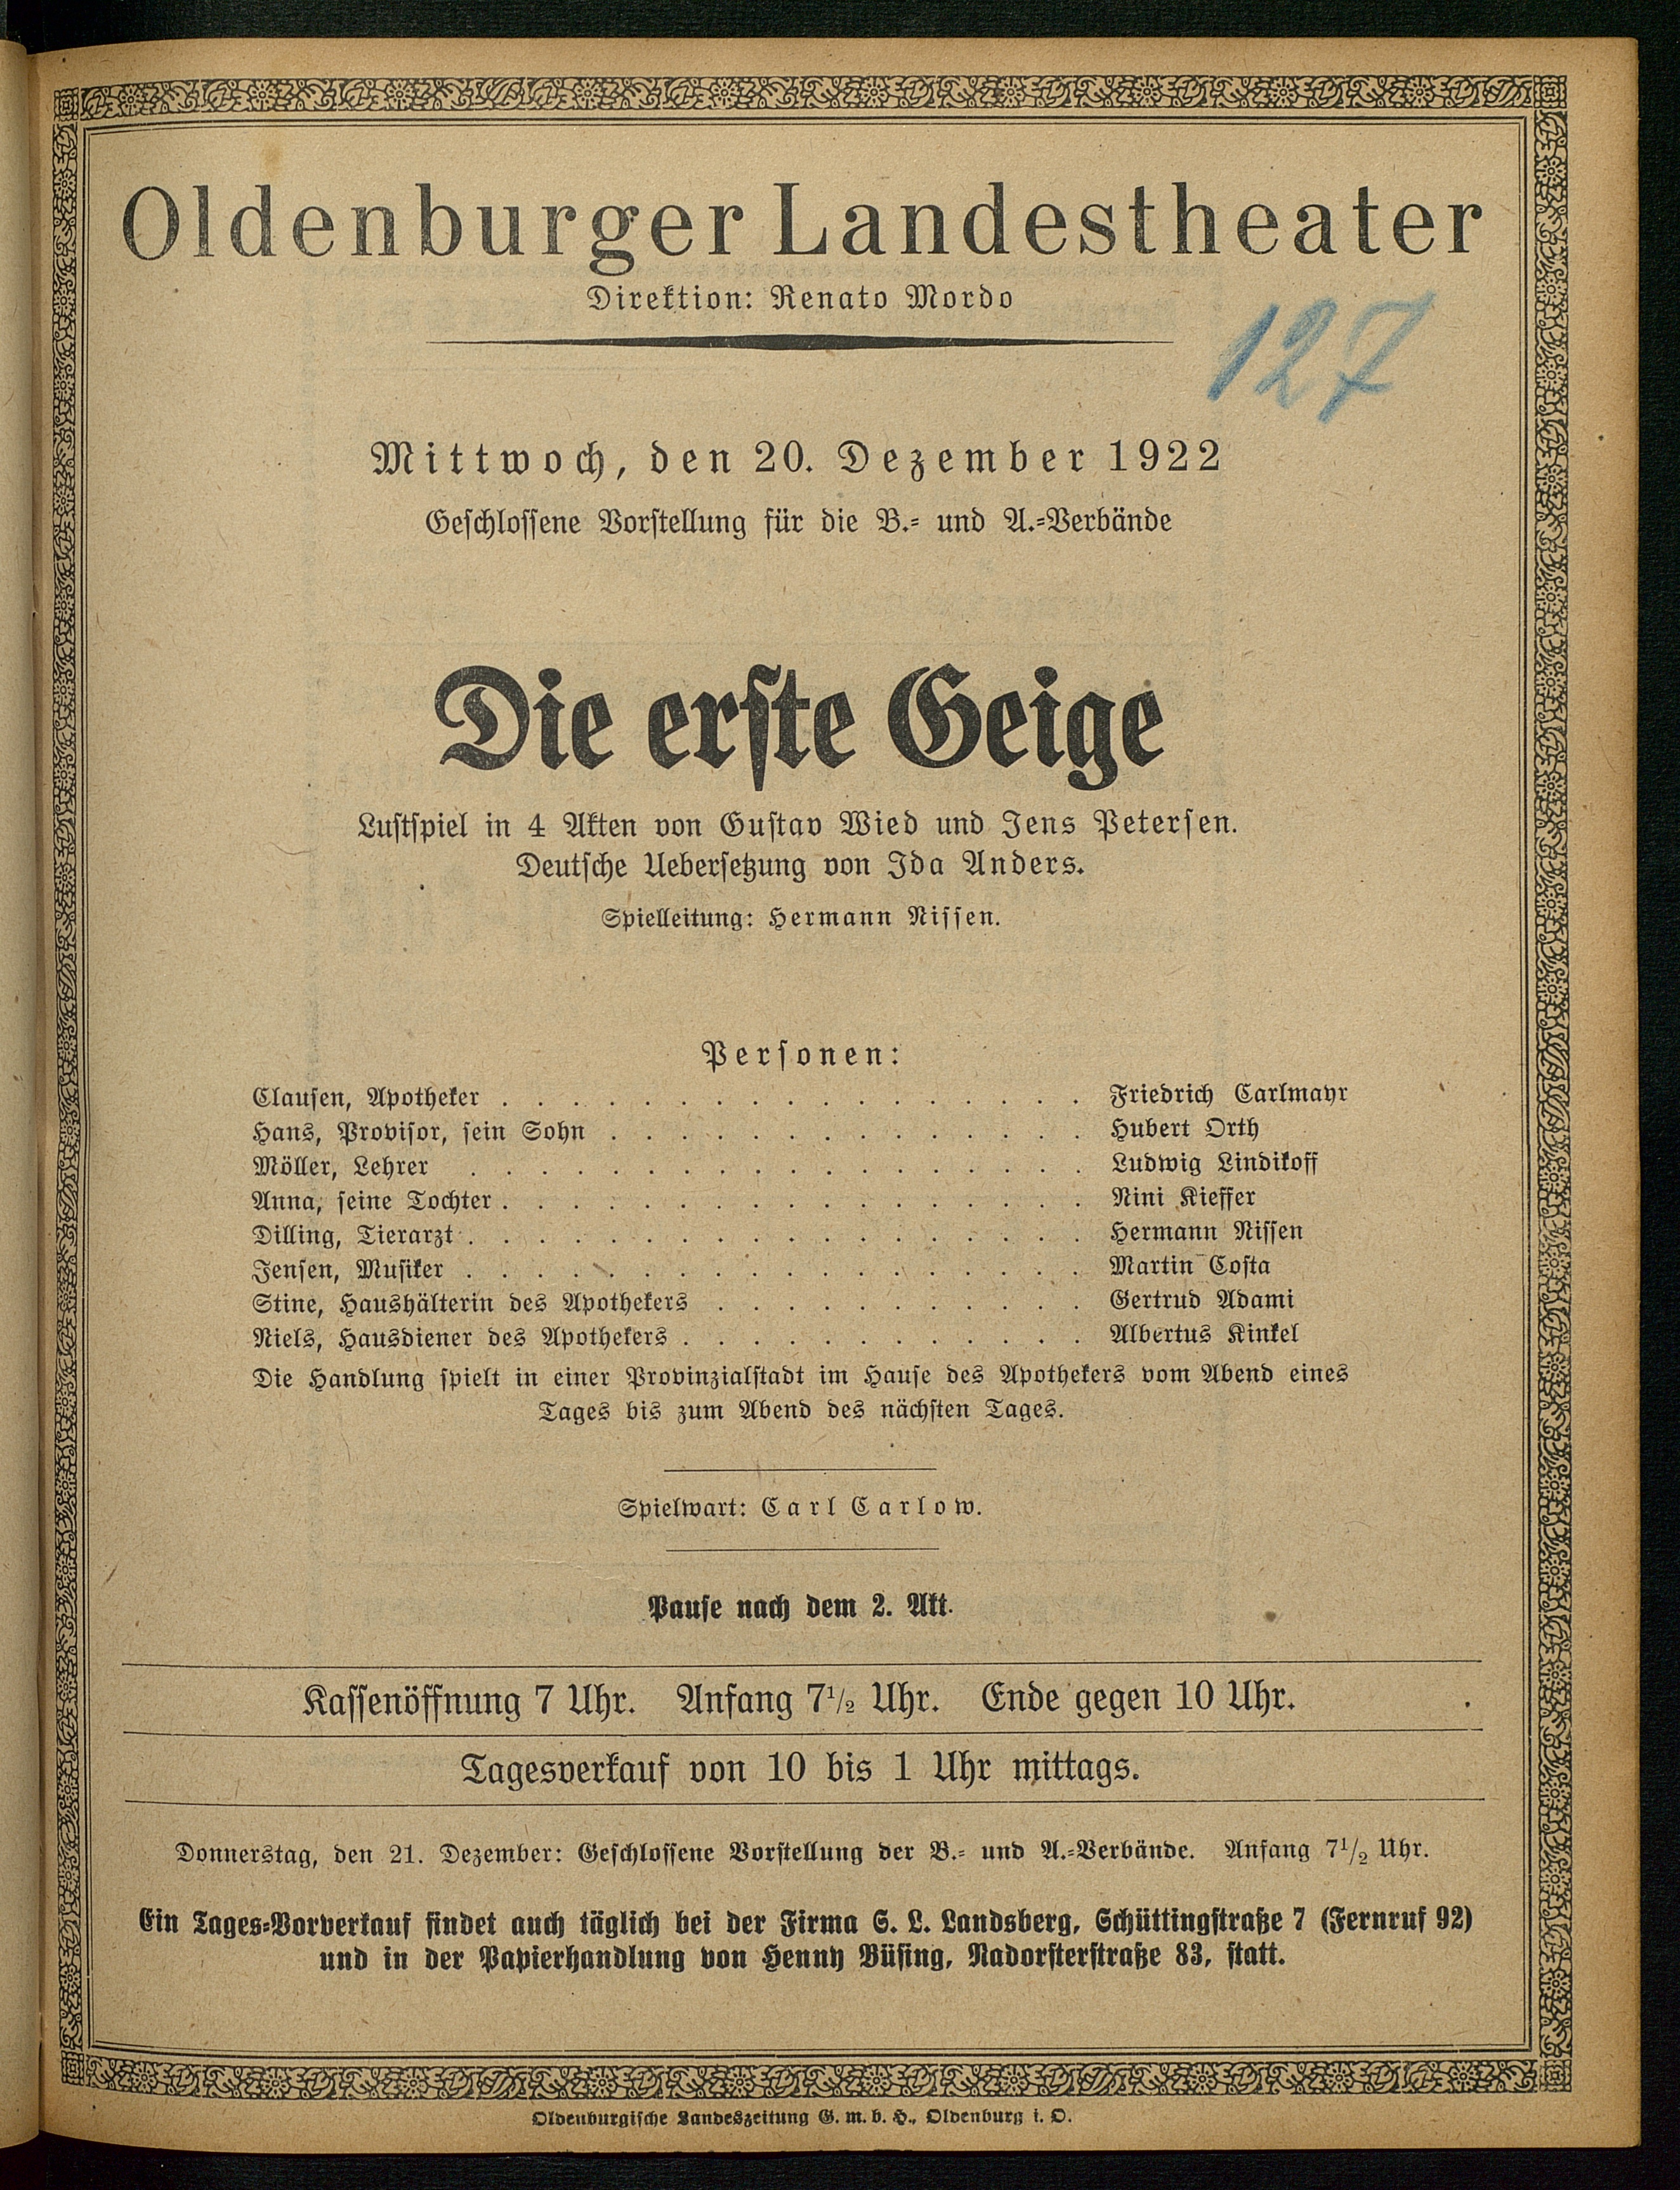 Oldenburger Landestheater
Direktion: Renato Mordo
127
Mittwoch, den 20. Dezember 1922
Geschlossene Vorstellung für die B.- und A.-Verbände
Die erste Geige
Lustspiel in 4 Akten von Gustav Wied und Jens Petersen.
Deutsche Uebersetzung von Ida Anders.
Spielleitung: Hermann Nissen.
Personen:
Clausen, Apotheker . . . . . . . . . . . . . . . . . Friedrich Carlmayr
Hans, Provisor, sein Sohn . . . . . . . . . . . . . . Hubert Orth
Möller, Lehrer . . . . . . . . . . . . . . . . . . Ludwig Lindikoff
Anna, seine Tochter . . . . . . . . . . . . . . . . . Nini Kieffer
Dilling, Tierarzt . . . . . . . . . . . . . . . . . . Hermann Nissen
Jensen, Musiker . . . . . . . . . . . . . . . . . . Martin Costa
Stine, Haushälterin des Apothekers . . . . . . . . . . . Gertrud Adami
Niels, Hausdiener des Apothekers . . . . . . . . . . . . Albertus Kinkel
Die Handlung spielt in einer Provinzialstadt im Hause des Apothekers vom Abend eines
Tages bis zum Abend des nächsten Tages.
Spielwart: Carl Carlow.
Pause nach dem 2. Akt.
Kassenöffnung 7 Uhr. Anfang 7½ Uhr. Ende gegen 10 Uhr.
Tagesverkauf von 10 bis 1 Uhr mittags.
Donnerstag, den 21. Dezember: Geschlossene Vorstellung der B.- und A.-Verbände. Anfang 7½ Uhr.
Ein Tages-Vorverkauf findet auch täglich bei der Firma S. L. Landsberg, Schüttingstraße 7 (Fernruf 92)
und in der Papierhandlung von Henny Büsing, Nadorsterstraße 83, statt.
Oldenburgische Landeszeitung G. m. b. H., Oldenburg i. O.